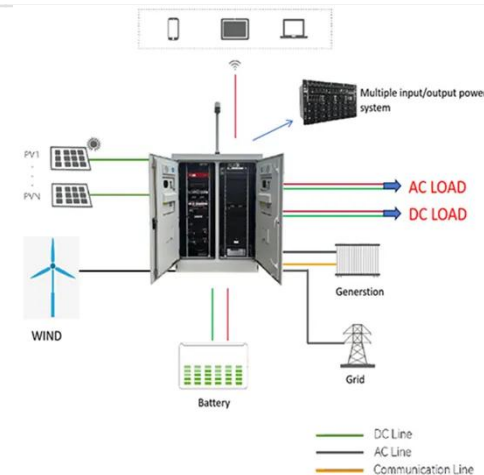 Multiple input/output power
system
PV1
PVN
AC LOAD
DC LOAD
WIND
Generstion
Grid
Battery
DC Line
AC Line
Communication Line